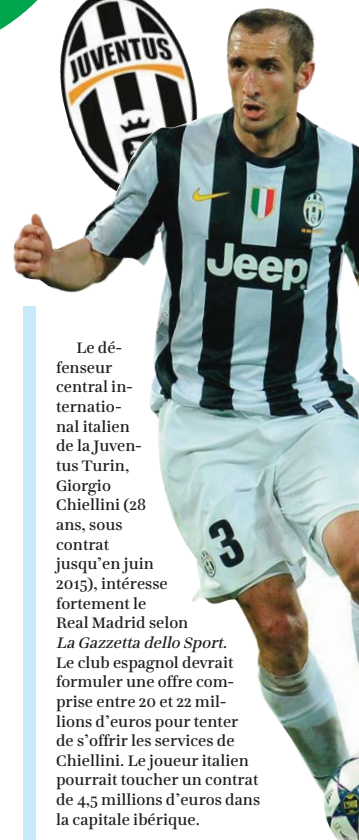 JUVENTUS
Jeep
3
Le dé-
fenseur
central in-
ternatio-
nal italien
de la Juven-
tus Turin,
Giorgio
Chiellini (28
ans, sous
contrat
jusqu'en juin
2015), intéresse
fortement le
Real Madrid selon
La Gazzetta dello Sport.
Le club espagnol devrait
formuler une offre com-
prise entre 20 et 22 mil-
lions d'euros pour tenter
de s'offrir les services de
Chiellini. Le joueur italien
pourrait toucher un contrat
de 4,5 millions d'euros dans
la capitale ibérique.